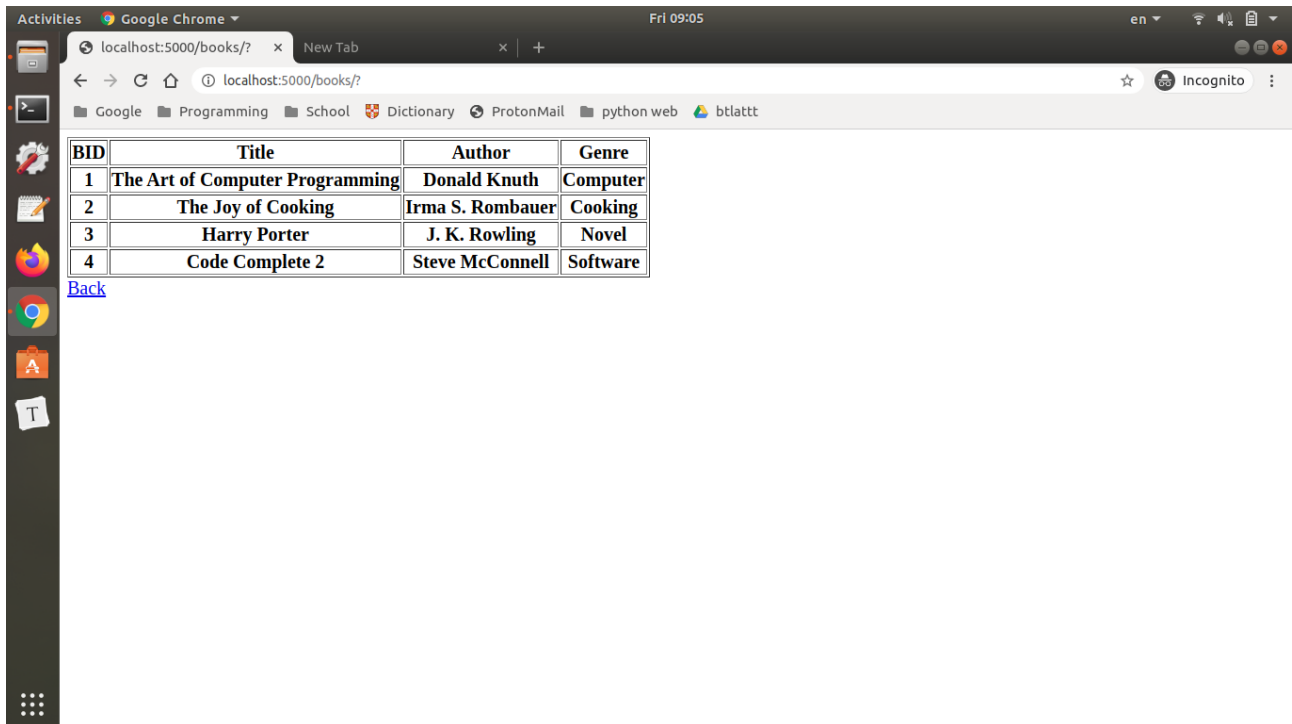 Activities Google Chrome Fri 09:05 en
localhost:5000/books/? × New Tab × +
localhost:5000/books/? Incognito
Google Programming School Dictionary ProtonMail python web btlattt
BID Title Author Genre
1 The Art of Computer Programming Donald Knuth Computer
2 The Joy of Cooking Irma S. Rombauer Cooking
3 Harry Porter J. K. Rowling Novel
4 Code Complete 2 Steve McConnell Software
Back
A
T